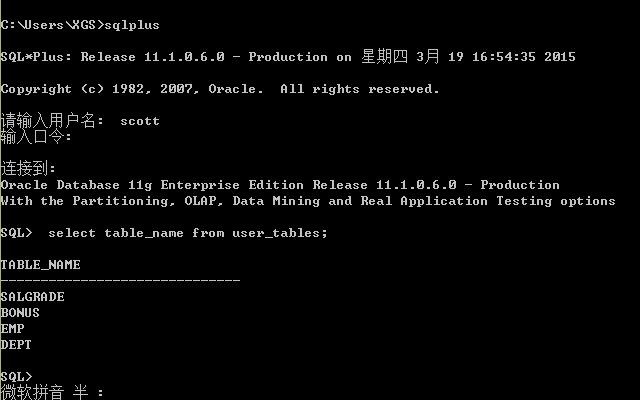 C:\Users\XGS>sqlplus
SQL*Plus: Release 11.1.0.6.0 - Production on 星期四 3月 19 16:54:35 2015
Copyright (c) 1982, 2007, Oracle.  All rights reserved.
请输入用户名:  scott
输入口令:
连接到:
Oracle Database 11g Enterprise Edition Release 11.1.0.6.0 - Production
With the Partitioning, OLAP, Data Mining and Real Application Testing options
SQL>  select table_name from user_tables;
TABLE_NAME
------------------------------
SALGRADE
BONUS
EMP
DEPT
SQL>
微软拼音 半 :